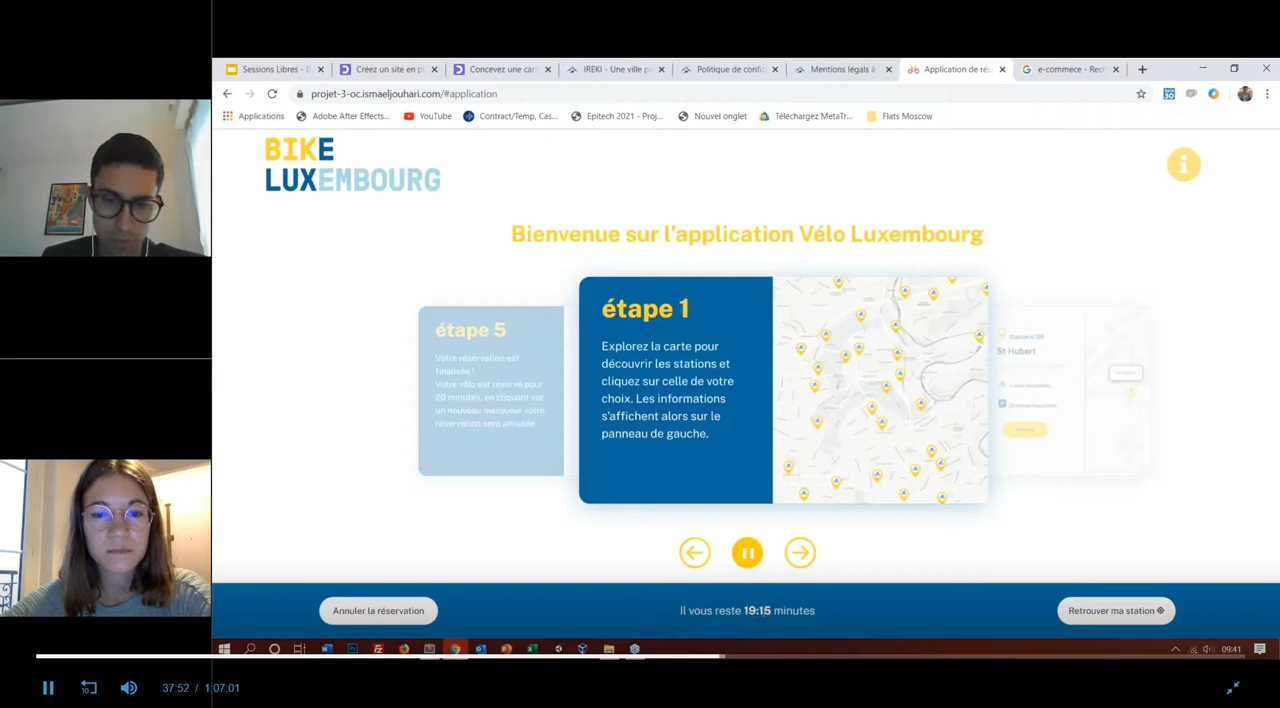 Sessions Libres - D
Créez un site en p
Concevez une cart
IREKI - Une ville p
Politique de confid
Mentions légals à
Application de rés
e-commece - Rech
projet-3-oc.ismaeljouhari.com/#application
Applications
Adobe After Effects...
YouTube
Contract/Temp, Cas...
Epitech 2021 - Proj...
Nouvel onglet
Téléchargez MetaTr...
Flats Moscow
BIKE
LUXEMBOURG
i
Bienvenue sur l'application Vélo Luxembourg
étape 5
Votre réservation est
finalisée !
Votre vélo est réservé pour
20 minutes, en cliquant sur
un nouveau marqueur votre
réservation sera annulée.
étape 1
Explorez la carte pour
découvrir les stations et
cliquez sur celle de votre
choix. Les informations
s'affichent alors sur le
panneau de gauche.
St Hubert
Annuler la réservation
Il vous reste 19:15 minutes
Retrouver ma station
09:41
10
37:52 / 1:07:01